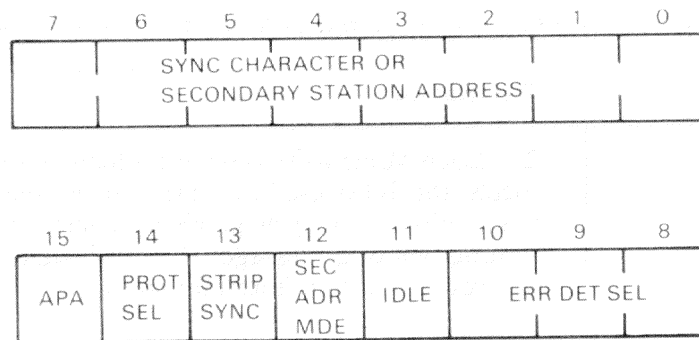 7 6 5 4 3 2 1 0
SYNC CHARACTER OR
SECONDARY STATION ADDRESS
15 14 13 12 11 10 9 8
APA PROT SEL STRIP SYNC SEC ADR MDE IDLE ERR DET SEL